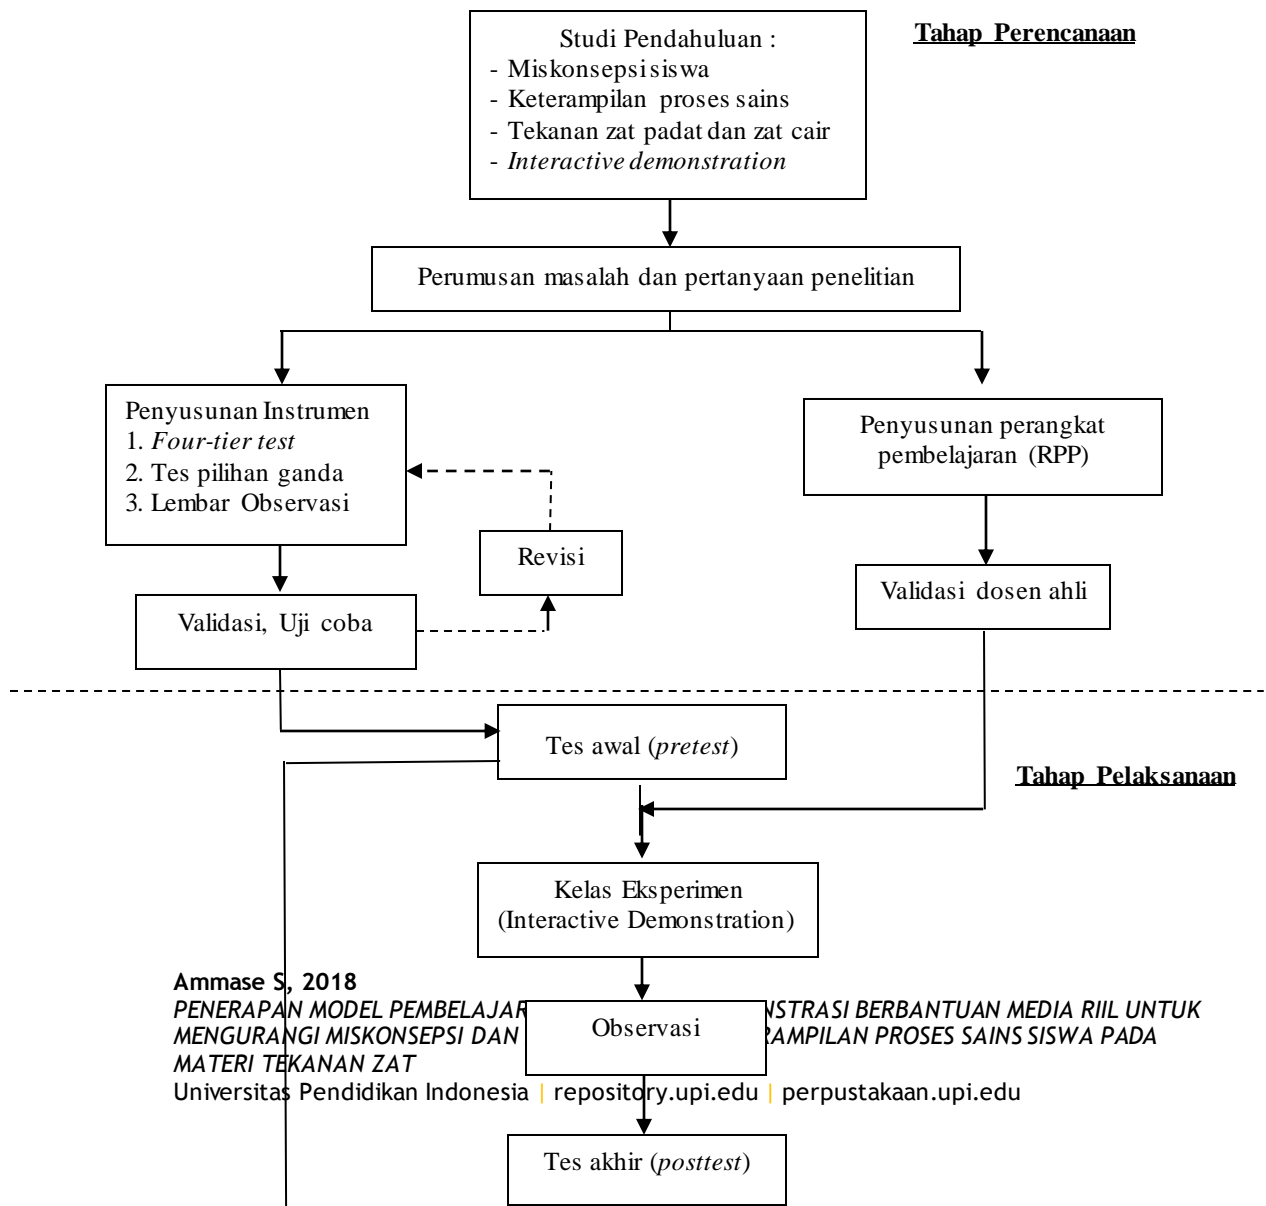 Tahap Perencanaan
Studi Pendahuluan :
- Miskonsepsi siswa
- Keterampilan proses sains
- Tekanan zat padat dan zat cair
- Interactive demonstration
Perumusan masalah dan pertanyaan penelitian
Penyusunan Instrumen
1. Four-tier test
2. Tes pilihan ganda
3. Lembar Observasi
Penyusunan perangkat
pembelajaran (RPP)
Revisi
Validasi dosen ahli
Validasi, Uji coba
Tes awal (pretest)
Tahap Pelaksanaan
Kelas Eksperimen
(Interactive Demonstration)
Ammase S, 2018
PENERAPAN MODEL PEMBELAJAR NSTRASI BERBANTUAN MEDIA RIIL UNTUK
MENGURANGI MISKONSEPSI DAN RAMPILAN PROSES SAINS SISWA PADA
MATERI TEKANAN ZAT
Observasi
Universitas Pendidikan Indonesia | repository.upi.edu | perpustakaan.upi.edu
Tes akhir (posttest)